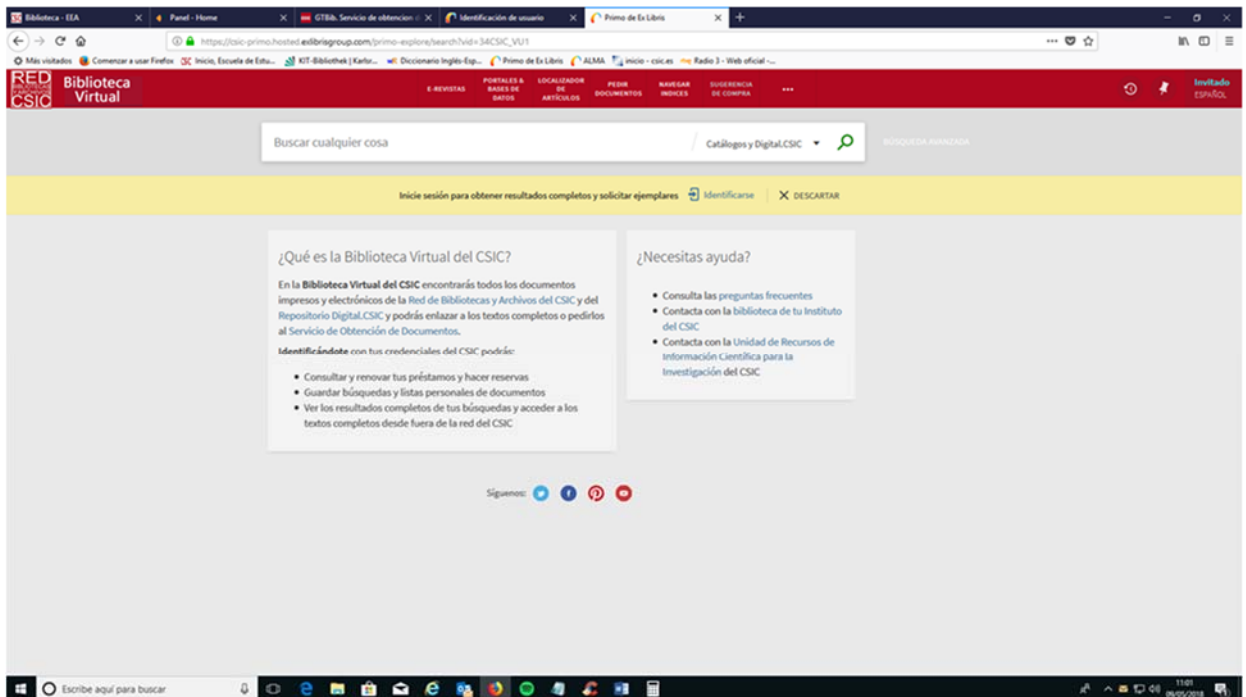 Biblioteca - EEA
Panel - Home
GTBib. Servicio de obtencion d
Identificación de usuario
Primo de Ex Libris
https://csic-primo.hosted.exlibrisgroup.com/primo-explore/search?vid=34CSIC_VU1
Más visitados Comenzar a usar Firefox Inicio, Escuela de Estu... KIT-Bibliothek | Karlsr... Diccionario Inglés-Esp... Primo de Ex Libris ALMA inicio - csic.es Radio 3 - Web oficial -...
RED
CSIC
Biblioteca
Virtual
E-REVISTAS
PORTALES &
BASES DE
DATOS
LOCALIZADOR
DE
ARTÍCULOS
PEDIR
DOCUMENTOS
NAVEGAR
INDICES
SUGERENCIA
DE COMPRA
Invitado
ESPAÑOL
Buscar cualquier cosa
Catálogos y Digital.CSIC
BÚSQUEDA AVANZADA
Inicie sesión para obtener resultados completos y solicitar ejemplares Identificarse DESCARTAR
¿Qué es la Biblioteca Virtual del CSIC?
En la Biblioteca Virtual del CSIC encontrarás todos los documentos
impresos y electrónicos de la Red de Bibliotecas y Archivos del CSIC y del
Repositorio Digital.CSIC y podrás enlazar a los textos completos o pedirlos
al Servicio de Obtención de Documentos.
Identificándote con tus credenciales del CSIC podrás:
Consultar y renovar tus préstamos y hacer reservas
Guardar búsquedas y listas personales de documentos
Ver los resultados completos de tus búsquedas y acceder a los
textos completos desde fuera de la red del CSIC
¿Necesitas ayuda?
Consulta las preguntas frecuentes
Contacta con la biblioteca de tu Instituto
del CSIC
Contacta con la Unidad de Recursos de
Información Científica para la
Investigación del CSIC
Síguenos:
Escribe aquí para buscar
11:01
09/05/2018